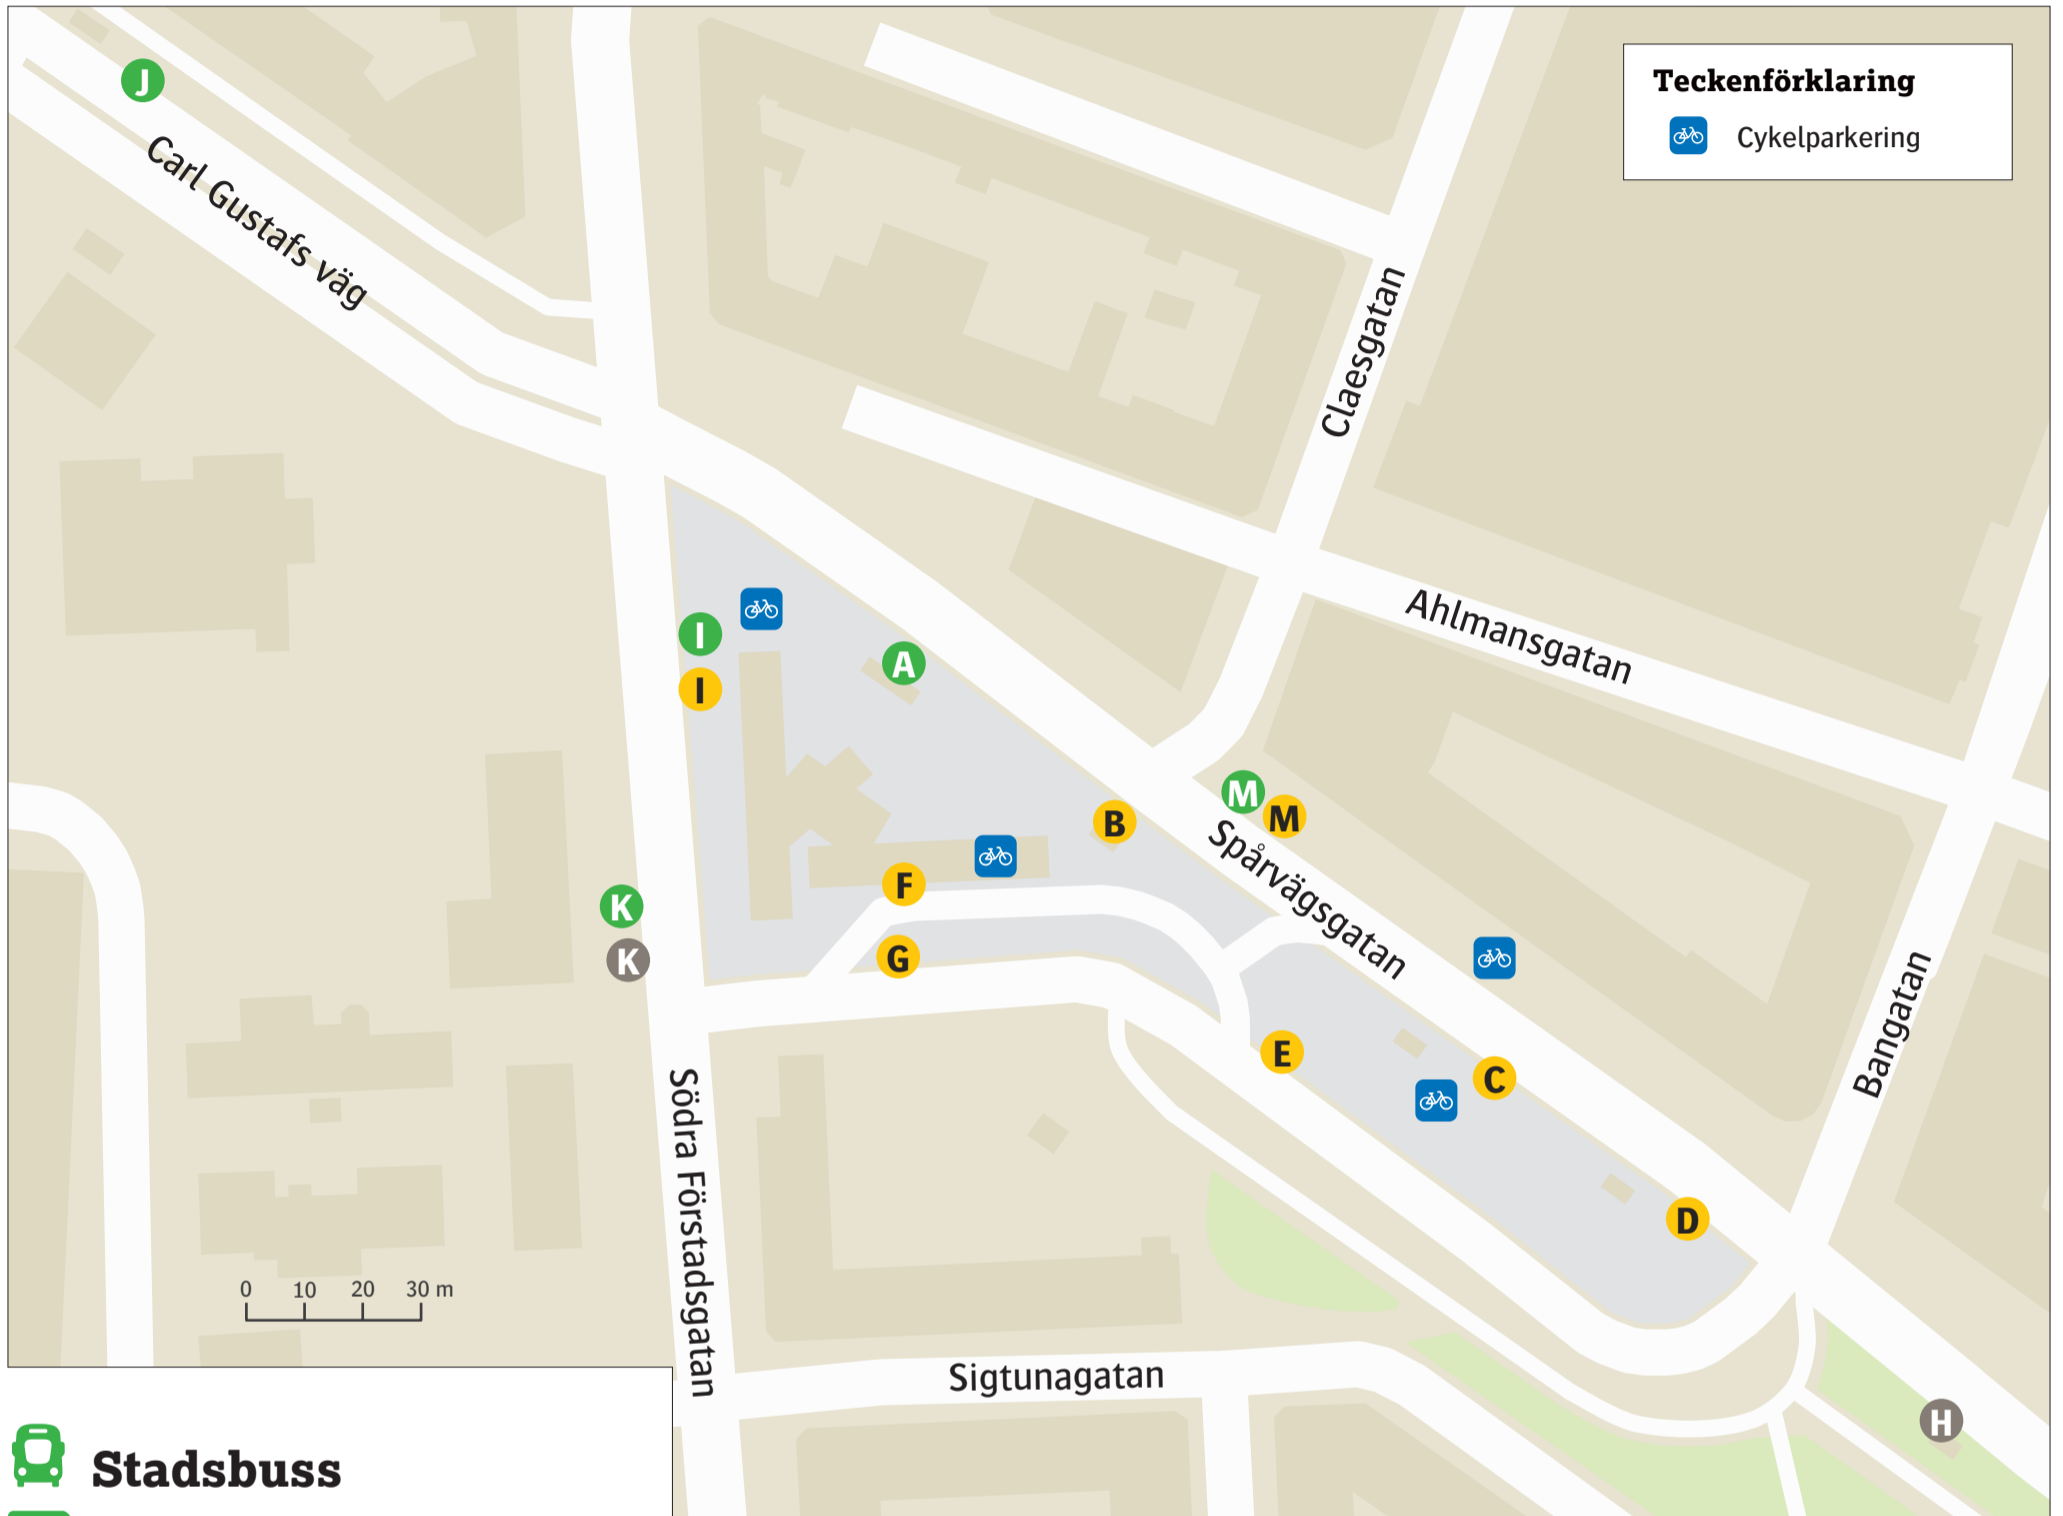 Teckenförklaring
Cykelparkering
J
Carl Gustafs väg
Claesgatan
I
A
I
Ahlmansgatan
M
M
B
Spårvägsgatan
F
K
G
K
Bangatan
E
C
Södra Förstadsgatan
D
0 10 20 30 m
Sigtunagatan
H
Stadsbuss